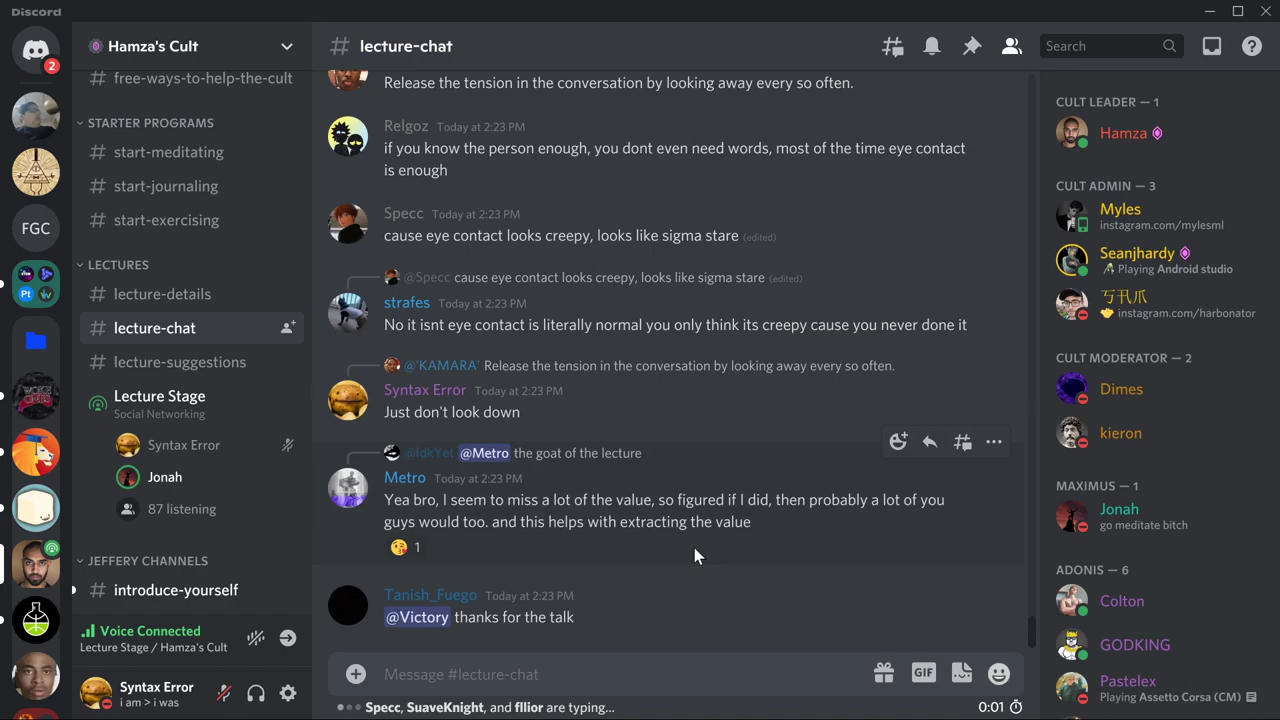 Discord
2
FGC
Hamza's Cult
# free-ways-to-help-the-cult
STARTER PROGRAMS
# start-meditating
# start-journaling
# start-exercising
LECTURES
# lecture-details
# lecture-chat
# lecture-suggestions
Lecture Stage
Social Networking
Syntax Error
Jonah
87 listening
JEFFERY CHANNELS
# introduce-yourself
Voice Connected
Lecture Stage / Hamza's Cult
Syntax Error
i am > i was
# lecture-chat
Search
Release the tension in the conversation by looking away every so often.
Relgoz Today at 2:23 PM
if you know the person enough, you dont even need words, most of the time eye contact
is enough
Specc Today at 2:23 PM
cause eye contact looks creepy, looks like sigma stare (edited)
@Specc cause eye contact looks creepy, looks like sigma stare (edited)
strafes Today at 2:23 PM
No it isnt eye contact is literally normal you only think its creepy cause you never done it
@'KAMARA' Release the tension in the conversation by looking away every so often.
Syntax Error Today at 2:23 PM
Just don't look down
@IdkYet @Metro the goat of the lecture
Metro Today at 2:23 PM
Yea bro, I seem to miss a lot of the value, so figured if I did, then probably a lot of you
guys would too. and this helps with extracting the value
1
Tanish_Fuego Today at 2:23 PM
@Victory thanks for the talk
Message #lecture-chat
GIF
Specc, SuaveKnight, and fllior are typing...
0:01
CULT LEADER — 1
Hamza
CULT ADMIN — 3
Myles
instagram.com/mylesml
Seanjhardy
Playing Android studio
instagram.com/harbonator
CULT MODERATOR — 2
Dimes
kieron
MAXIMUS — 1
Jonah
go meditate bitch
ADONIS — 6
Colton
GODKING
Pastelex
Playing Assetto Corsa (CM)